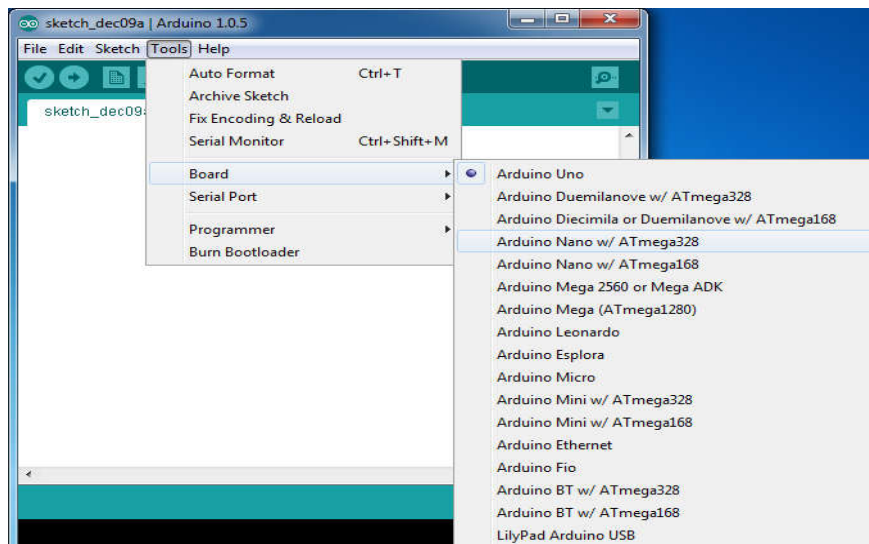 sketch_dec09a | Arduino 1.0.5
File Edit Sketch Tools Help
sketch_dec09a
Auto Format Ctrl+T
Archive Sketch
Fix Encoding & Reload
Serial Monitor Ctrl+Shift+M
Board
Serial Port
Programmer
Burn Bootloader
Arduino Uno
Arduino Duemilanove w/ ATmega328
Arduino Diecimila or Duemilanove w/ ATmega168
Arduino Nano w/ ATmega328
Arduino Nano w/ ATmega168
Arduino Mega 2560 or Mega ADK
Arduino Mega (ATmega1280)
Arduino Leonardo
Arduino Esplora
Arduino Micro
Arduino Mini w/ ATmega328
Arduino Mini w/ ATmega168
Arduino Ethernet
Arduino Fio
Arduino BT w/ ATmega328
Arduino BT w/ ATmega168
LilyPad Arduino USB